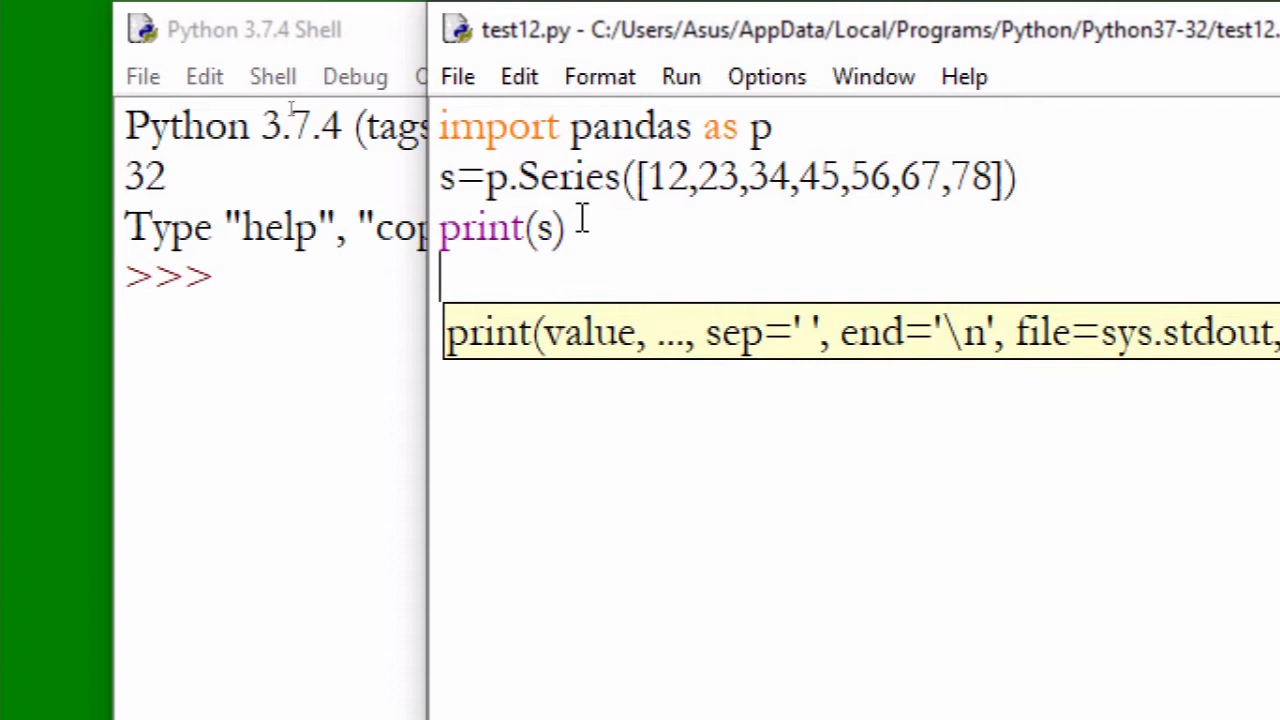 Python 3.7.4 Shell
File Edit Shell Debug
Python 3.7.4 (tags
32
Type "help", "cop
>>>
test12.py - C:/Users/Asus/AppData/Local/Programs/Python/Python37-32/test12.
File Edit Format Run Options Window Help
import pandas as p
s=p.Series([12,23,34,45,56,67,78])
print(s)
print(value, ..., sep=' ', end='\n', file=sys.stdout,